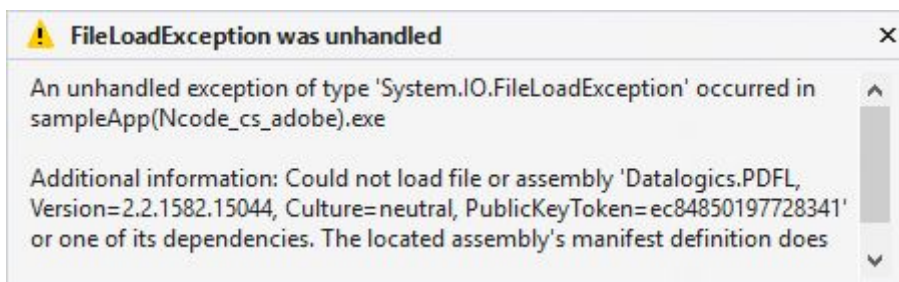 FileLoadException was unhandled
An unhandled exception of type 'System.IO.FileLoadException' occurred in
sampleApp(Ncode_cs_adobe).exe
Additional information: Could not load file or assembly 'Datalogics.PDFL,
Version=2.2.1582.15044, Culture=neutral, PublicKeyToken=ec84850197728341'
or one of its dependencies. The located assembly's manifest definition does